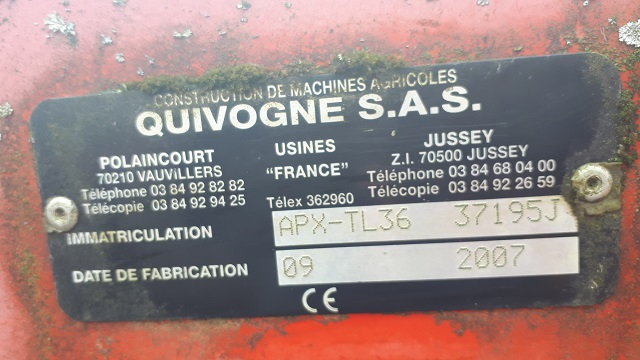 CONSTRUCTION DE MACHINES AGRICOLES
QUIVOGNE S.A.S.
POLAINCOURT
70210 VAUVILLERS
Téléphone 03 84 92 82 82
Télécopie 03 84 92 94 25
USINES
"FRANCE"
Télex 362960
JUSSEY
Z.I. 70500 JUSSEY
Téléphone 03 84 68 04 00
Télécopie 03 84 92 26 59
IMMATRICULATION APX-TL36 37195J
DATE DE FABRICATION 09 2007
CE